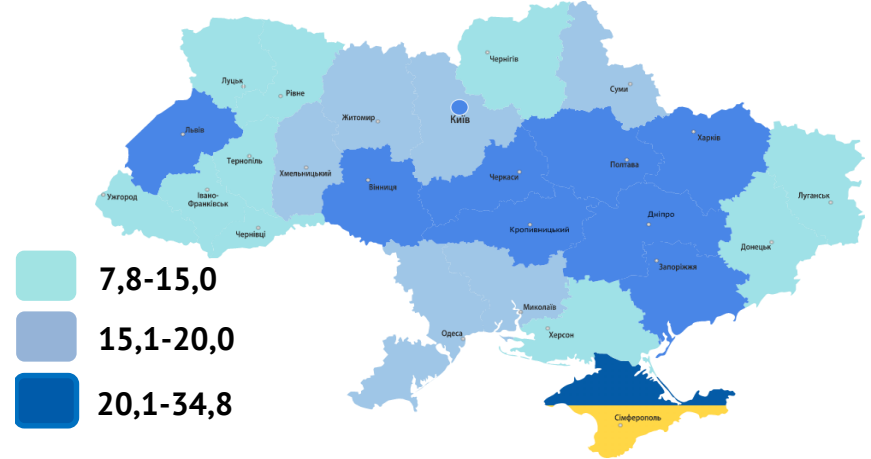 Чернігів
Луцьк
Рівне
Суми
Житомир
Київ
Львів
Харків
Тернопіль
Хмельницький
Полтава
Черкаси
Вінниця
Ужгород
Івано-
Франківськ
Луганськ
Дніпро
Чернівці
Кропивницький
Донецьк
Запоріжжя
7,8-15,0
Миколаїв
15,1-20,0
Одеса
Херсон
20,1-34,8
Сімферополь